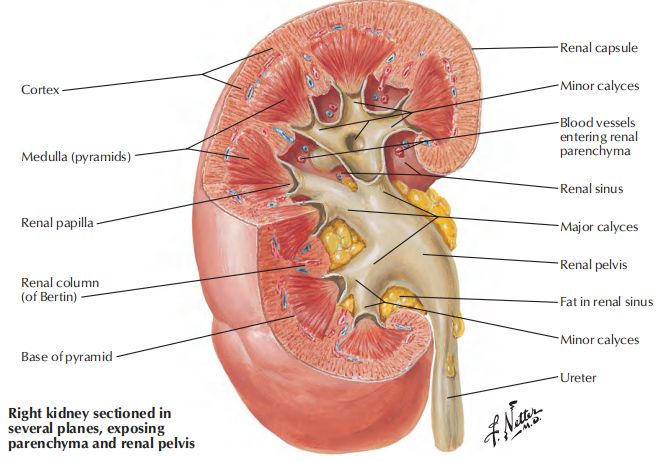 Cortex
Medulla (pyramids)
Renal papilla
Renal column
(of Bertin)
Base of pyramid
Right kidney sectioned in
several planes, exposing
parenchyma and renal pelvis
Renal capsule
Minor calyces
Blood vessels
entering renal
parenchyma
Renal sinus
Major calyces
Renal pelvis
Fat in renal sinus
Minor calyces
Ureter
F. Netter
M.D.